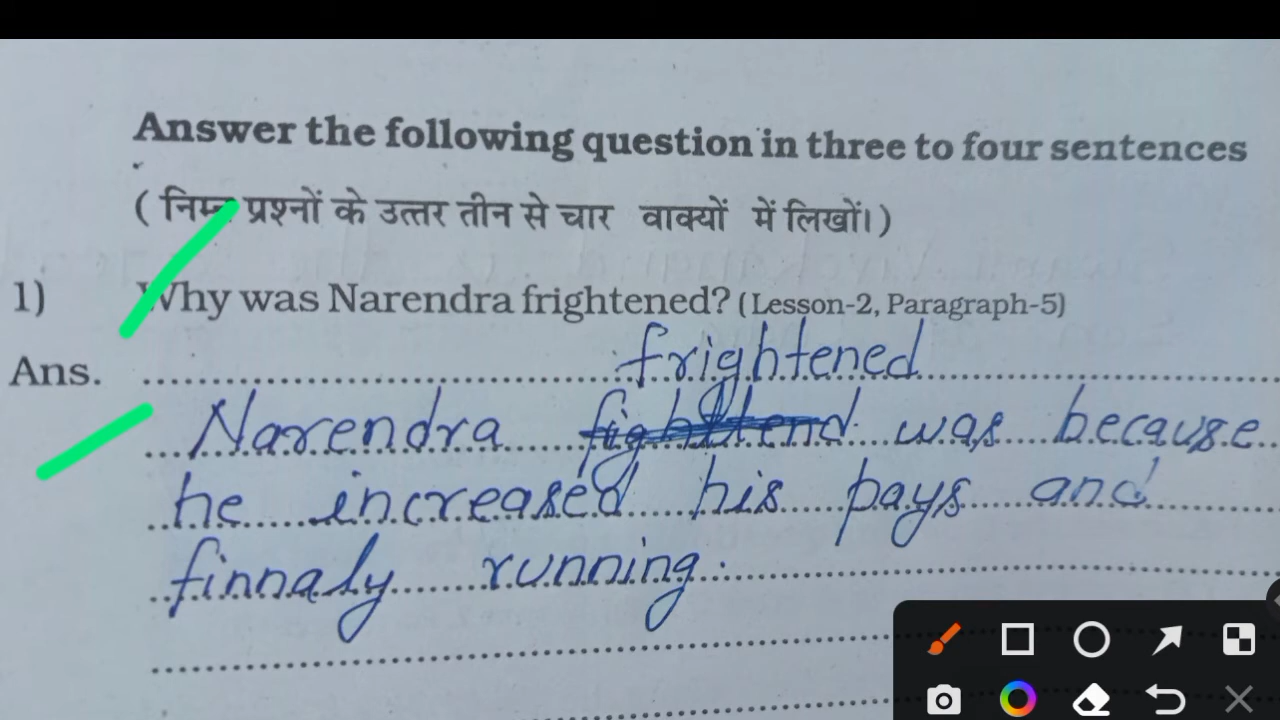 Answer the following question in three to four sentences
( निम्न प्रश्नों के उत्तर तीन से चार वाक्यों में लिखों। )
1) Why was Narendra frightened? (Lesson-2, Paragraph-5)
Ans. frightened
Narendra was because
he increased his pays and
finnaly running.